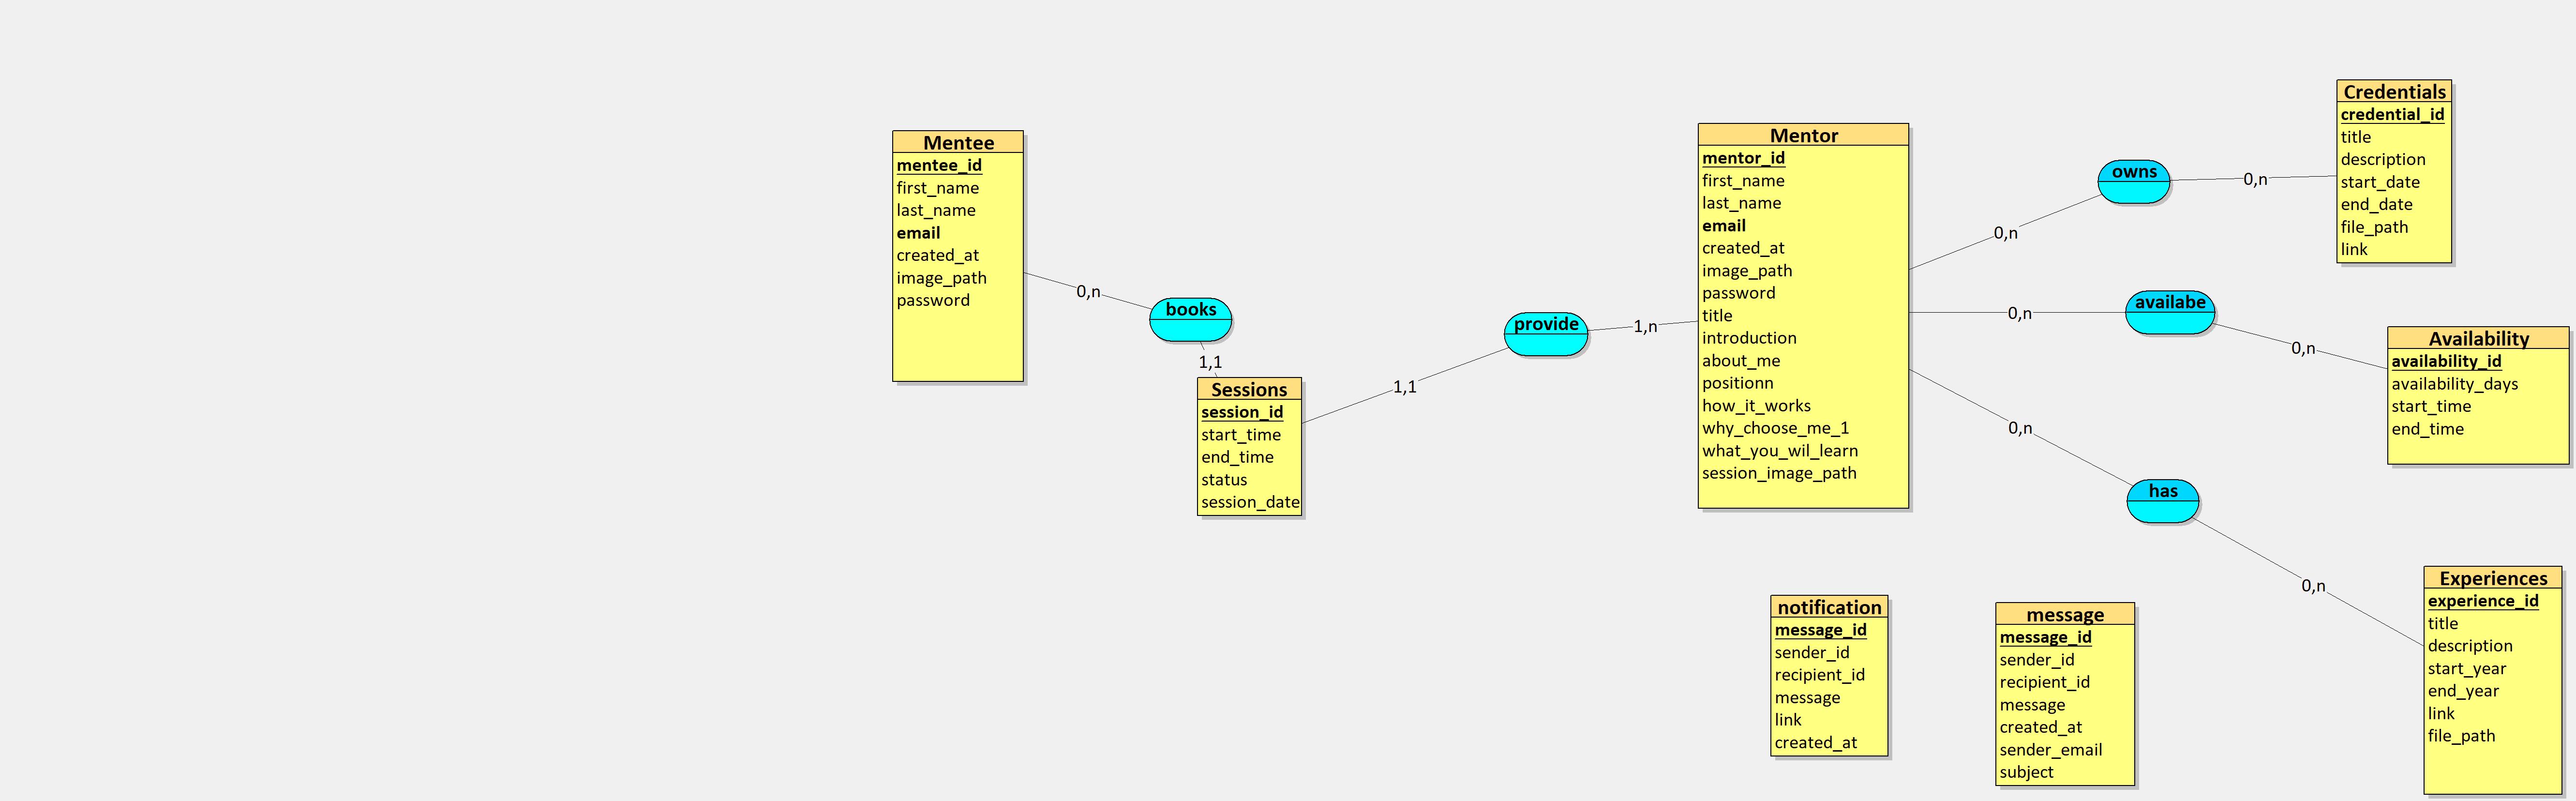 Mentee
mentee_id
first_name
last_name
email
created_at
image_path
password
0,n
books
1,1
Sessions
session_id
start_time
end_time
status
session_date
1,1
provide
1,n
Mentor
mentor_id
first_name
last_name
email
created_at
image_path
password
title
introduction
about_me
positionn
how_it_works
why_choose_me_1
what_you_wil_learn
session_image_path
0,n
owns
0,n
Credentials
credential_id
title
description
start_date
end_date
file_path
link
0,n
availabe
0,n
Availability
availability_id
availability_days
start_time
end_time
0,n
has
0,n
Experiences
experience_id
title
description
start_year
end_year
link
file_path
notification
message_id
sender_id
recipient_id
message
link
created_at
message
message_id
sender_id
recipient_id
message
created_at
sender_email
subject